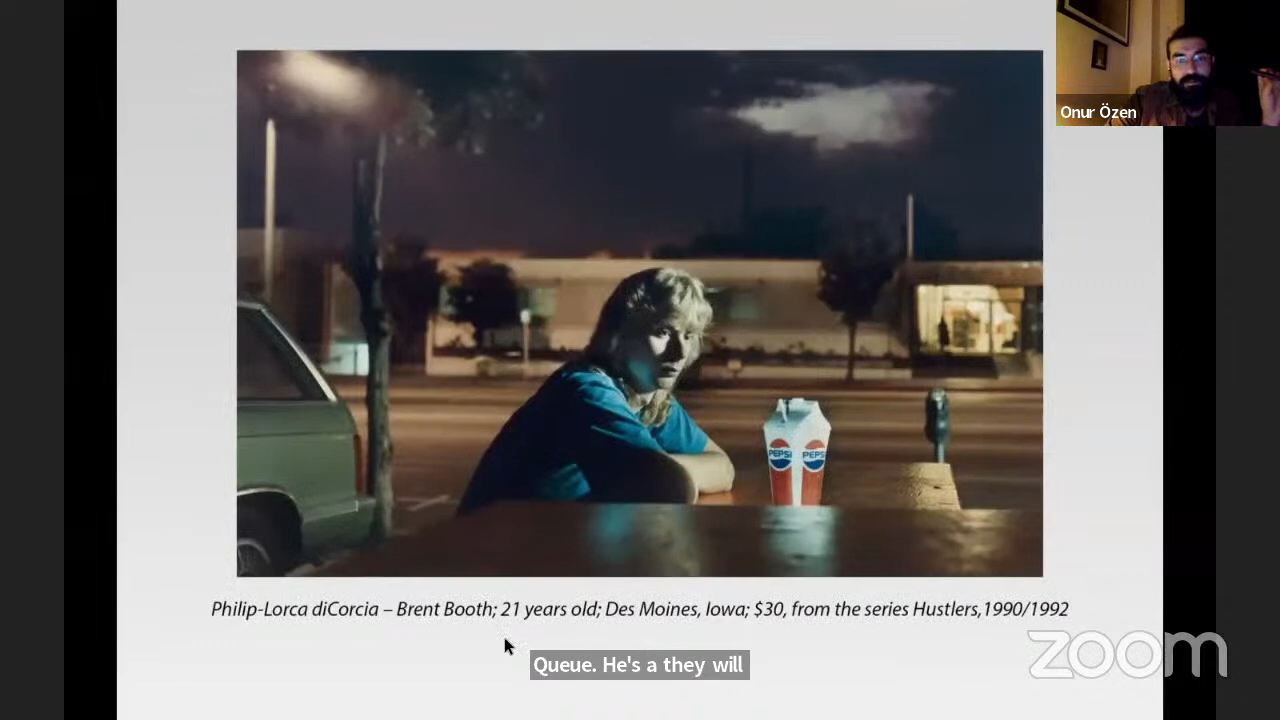 Onur Özen
PEPSI PEPS
Philip-Lorca diCorcia – Brent Booth; 21 years old; Des Moines, Iowa; $30, from the series Hustlers,1990/1992
Queue. He's a they will
zoom